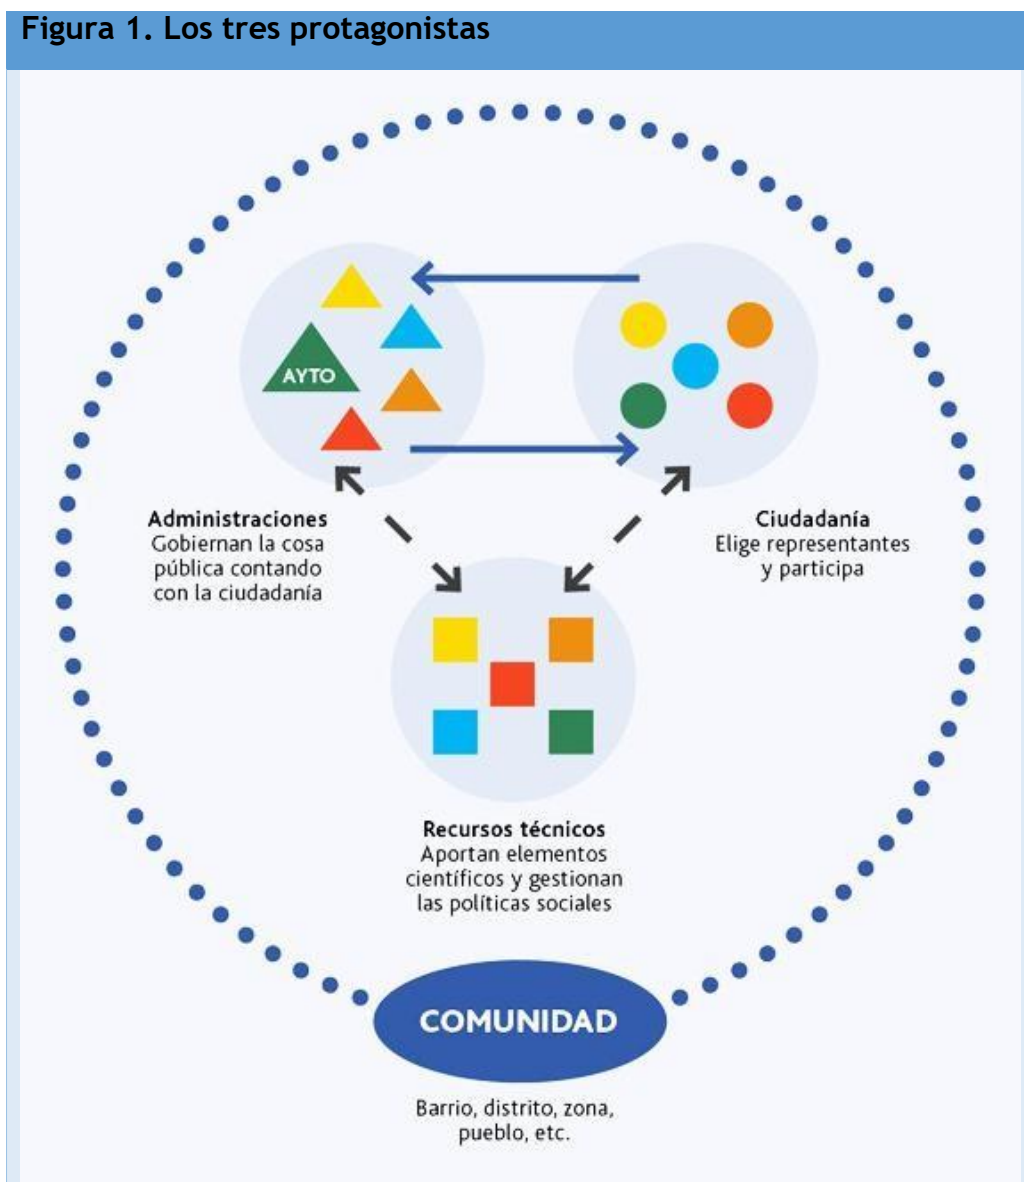 Figura 1. Los tres protagonistas
AYTO
Administraciones
Gobiernan la cosa
pública contando
con la ciudadanía
Ciudadanía
Elige representantes
y participa
Recursos técnicos
Aportan elementos
científicos y gestionan
las políticas sociales
COMUNIDAD
Barrio, distrito, zona,
pueblo, etc.